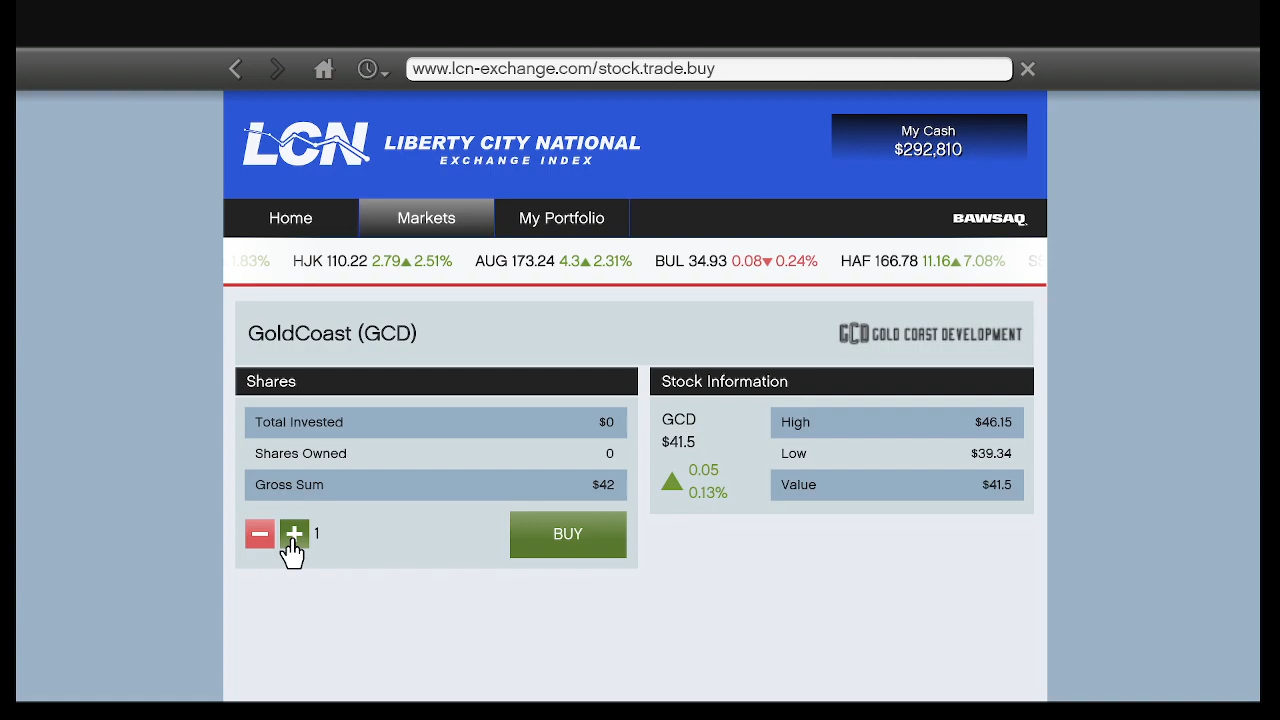 www.lcn-exchange.com/stock.trade.buy
LCN LIBERTY CITY NATIONAL
EXCHANGE INDEX
My Cash
$292,810
Home Markets My Portfolio BAWSAQ
1.83% HJK 110.22 2.79▲2.51% AUG 173.24 4.3▲2.31% BUL 34.93 0.08▼0.24% HAF 166.78 11.16▲7.08%
GoldCoast (GCD) GCD GOLD COAST DEVELOPMENT
Shares
Total Invested $0
Shares Owned 0
Gross Sum $42
1 BUY
Stock Information
GCD
$41.5
0.05
0.13%
High $46.15
Low $39.34
Value $41.5